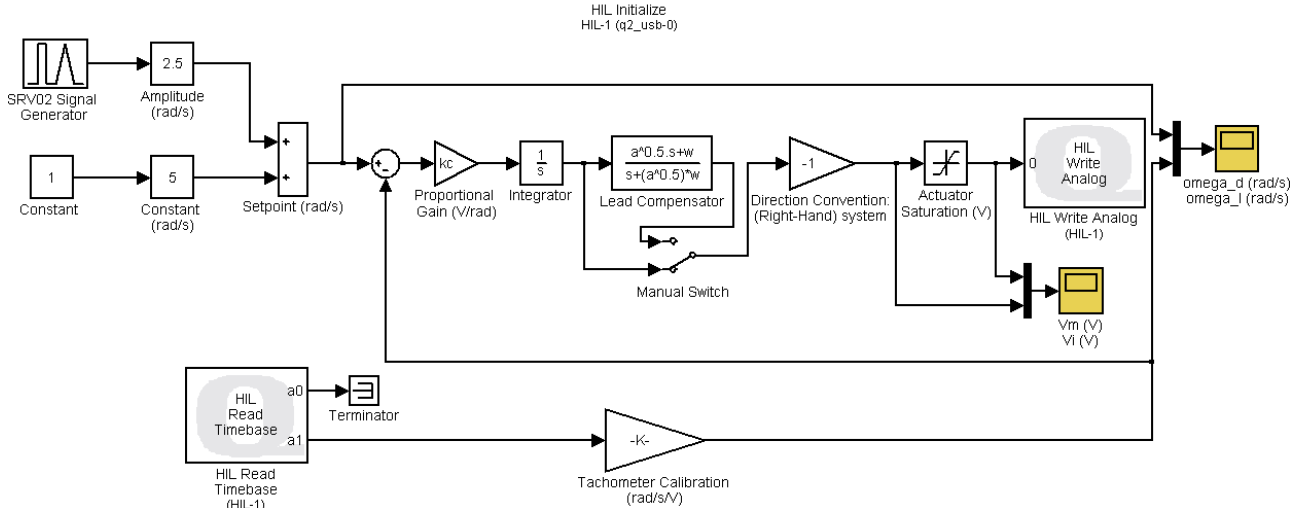 HIL Initialize
HIL-1 (q2_usb-0)
SRV02 Signal
Generator
2.5
Amplitude
(rad/s)
1
Constant
5
Constant
(rad/s)
+
+
Setpoint (rad/s)
+
-
kc
Proportional
Gain (V/rad)
1
s
Integrator
a^0.5.s+w
s+(a^0.5)*w
Lead Compensator
Manual Switch
-1
Direction Convention:
(Right-Hand) system
Actuator
Saturation (V)
0
HIL
Write
Analog
HIL Write Analog
(HIL-1)
omega_d (rad/s)
omega_l (rad/s)
Vm (V)
Vi (V)
HIL
Read
Timebase
a0
a1
HIL Read
Timebase
(HIL-1)
Terminator
-K-
Tachometer Calibration
(rad/s/V)